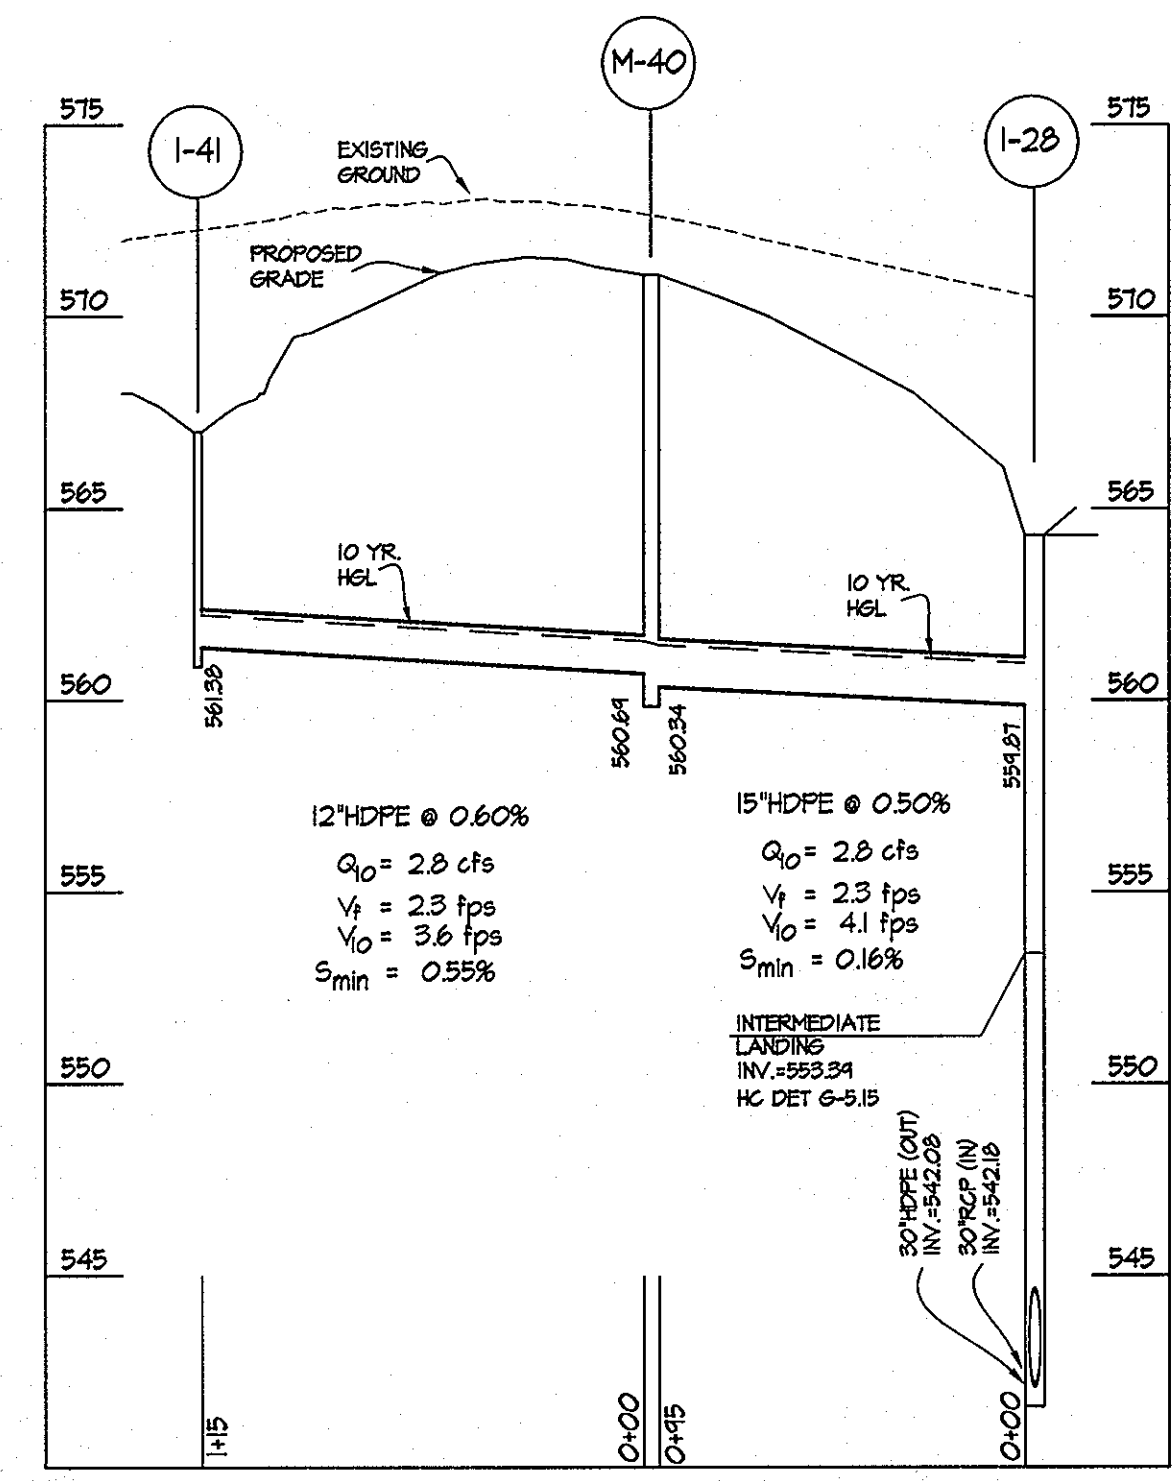 M-40
I-41
I-28
575
575
EXISTING
GROUND
PROPOSED
GRADE
570
570
565
565
10 YR.
HGL
10 YR.
HGL
560
560
561.38
560.69
560.34
559.87
12"HDPE @ 0.60%
Q10 = 2.8 cfs
Vf = 2.3 fps
V10 = 3.6 fps
Smin = 0.55%
15"HDPE @ 0.50%
Q10 = 2.8 cfs
Vf = 2.3 fps
V10 = 4.1 fps
Smin = 0.16%
555
555
INTERMEDIATE
LANDING
INV.=553.39
HC DET G-5.15
550
550
30"HDPE (OUT)
INV.=542.08
30"RCP (IN)
INV.=542.18
545
545
1+15
0+00
0+95
0+00